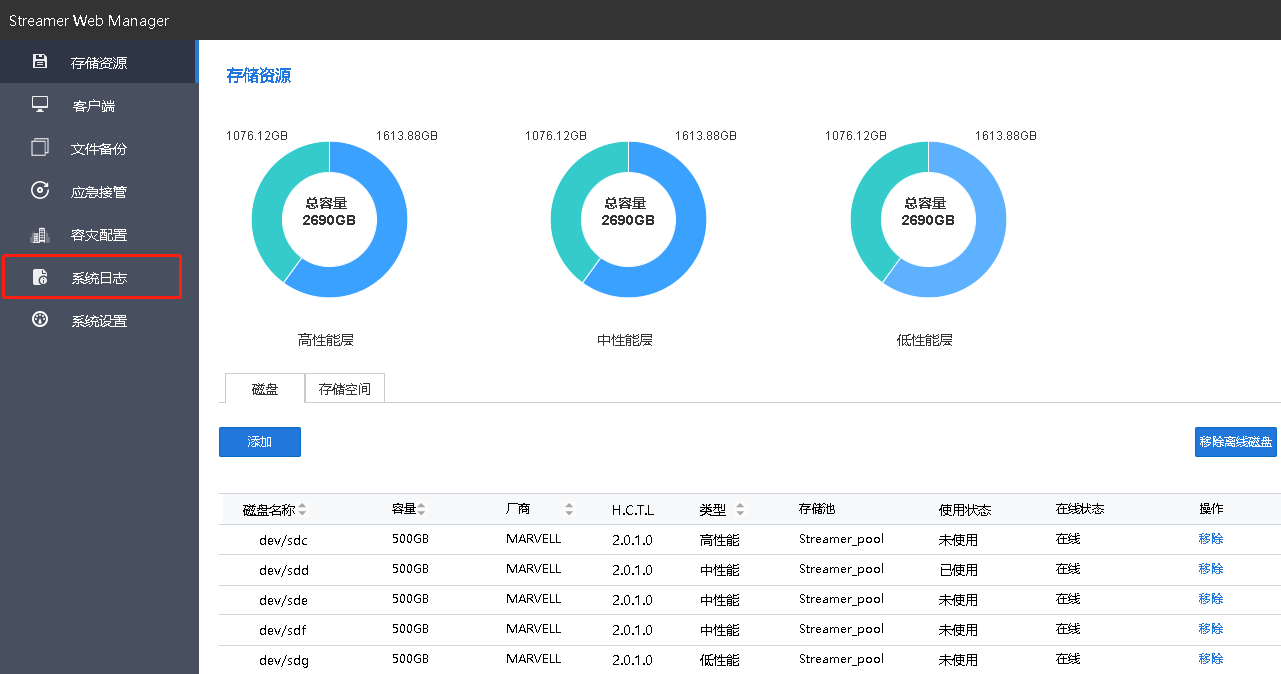 Streamer Web Manager
存储资源
客户端
文件备份
应急接管
容灾配置
系统日志
系统设置
存储资源
1076.12GB 1613.88GB 1076.12GB 1613.88GB 1076.12GB 1613.88GB
总容量 总容量 总容量
2690GB 2690GB 2690GB
高性能层 中性能层 低性能层
磁盘 存储空间
添加 移除离线磁盘
磁盘名称 容量 厂商 H.C.T.L 类型 存储池 使用状态 在线状态 操作
dev/sdc 500GB MARVELL 2.0.1.0 高性能 Streamer_pool 未使用 在线 移除
dev/sdd 500GB MARVELL 2.0.1.0 中性能 Streamer_pool 已使用 在线 移除
dev/sde 500GB MARVELL 2.0.1.0 中性能 Streamer_pool 未使用 在线 移除
dev/sdf 500GB MARVELL 2.0.1.0 中性能 Streamer_pool 未使用 在线 移除
dev/sdg 500GB MARVELL 2.0.1.0 低性能 Streamer_pool 未使用 在线 移除